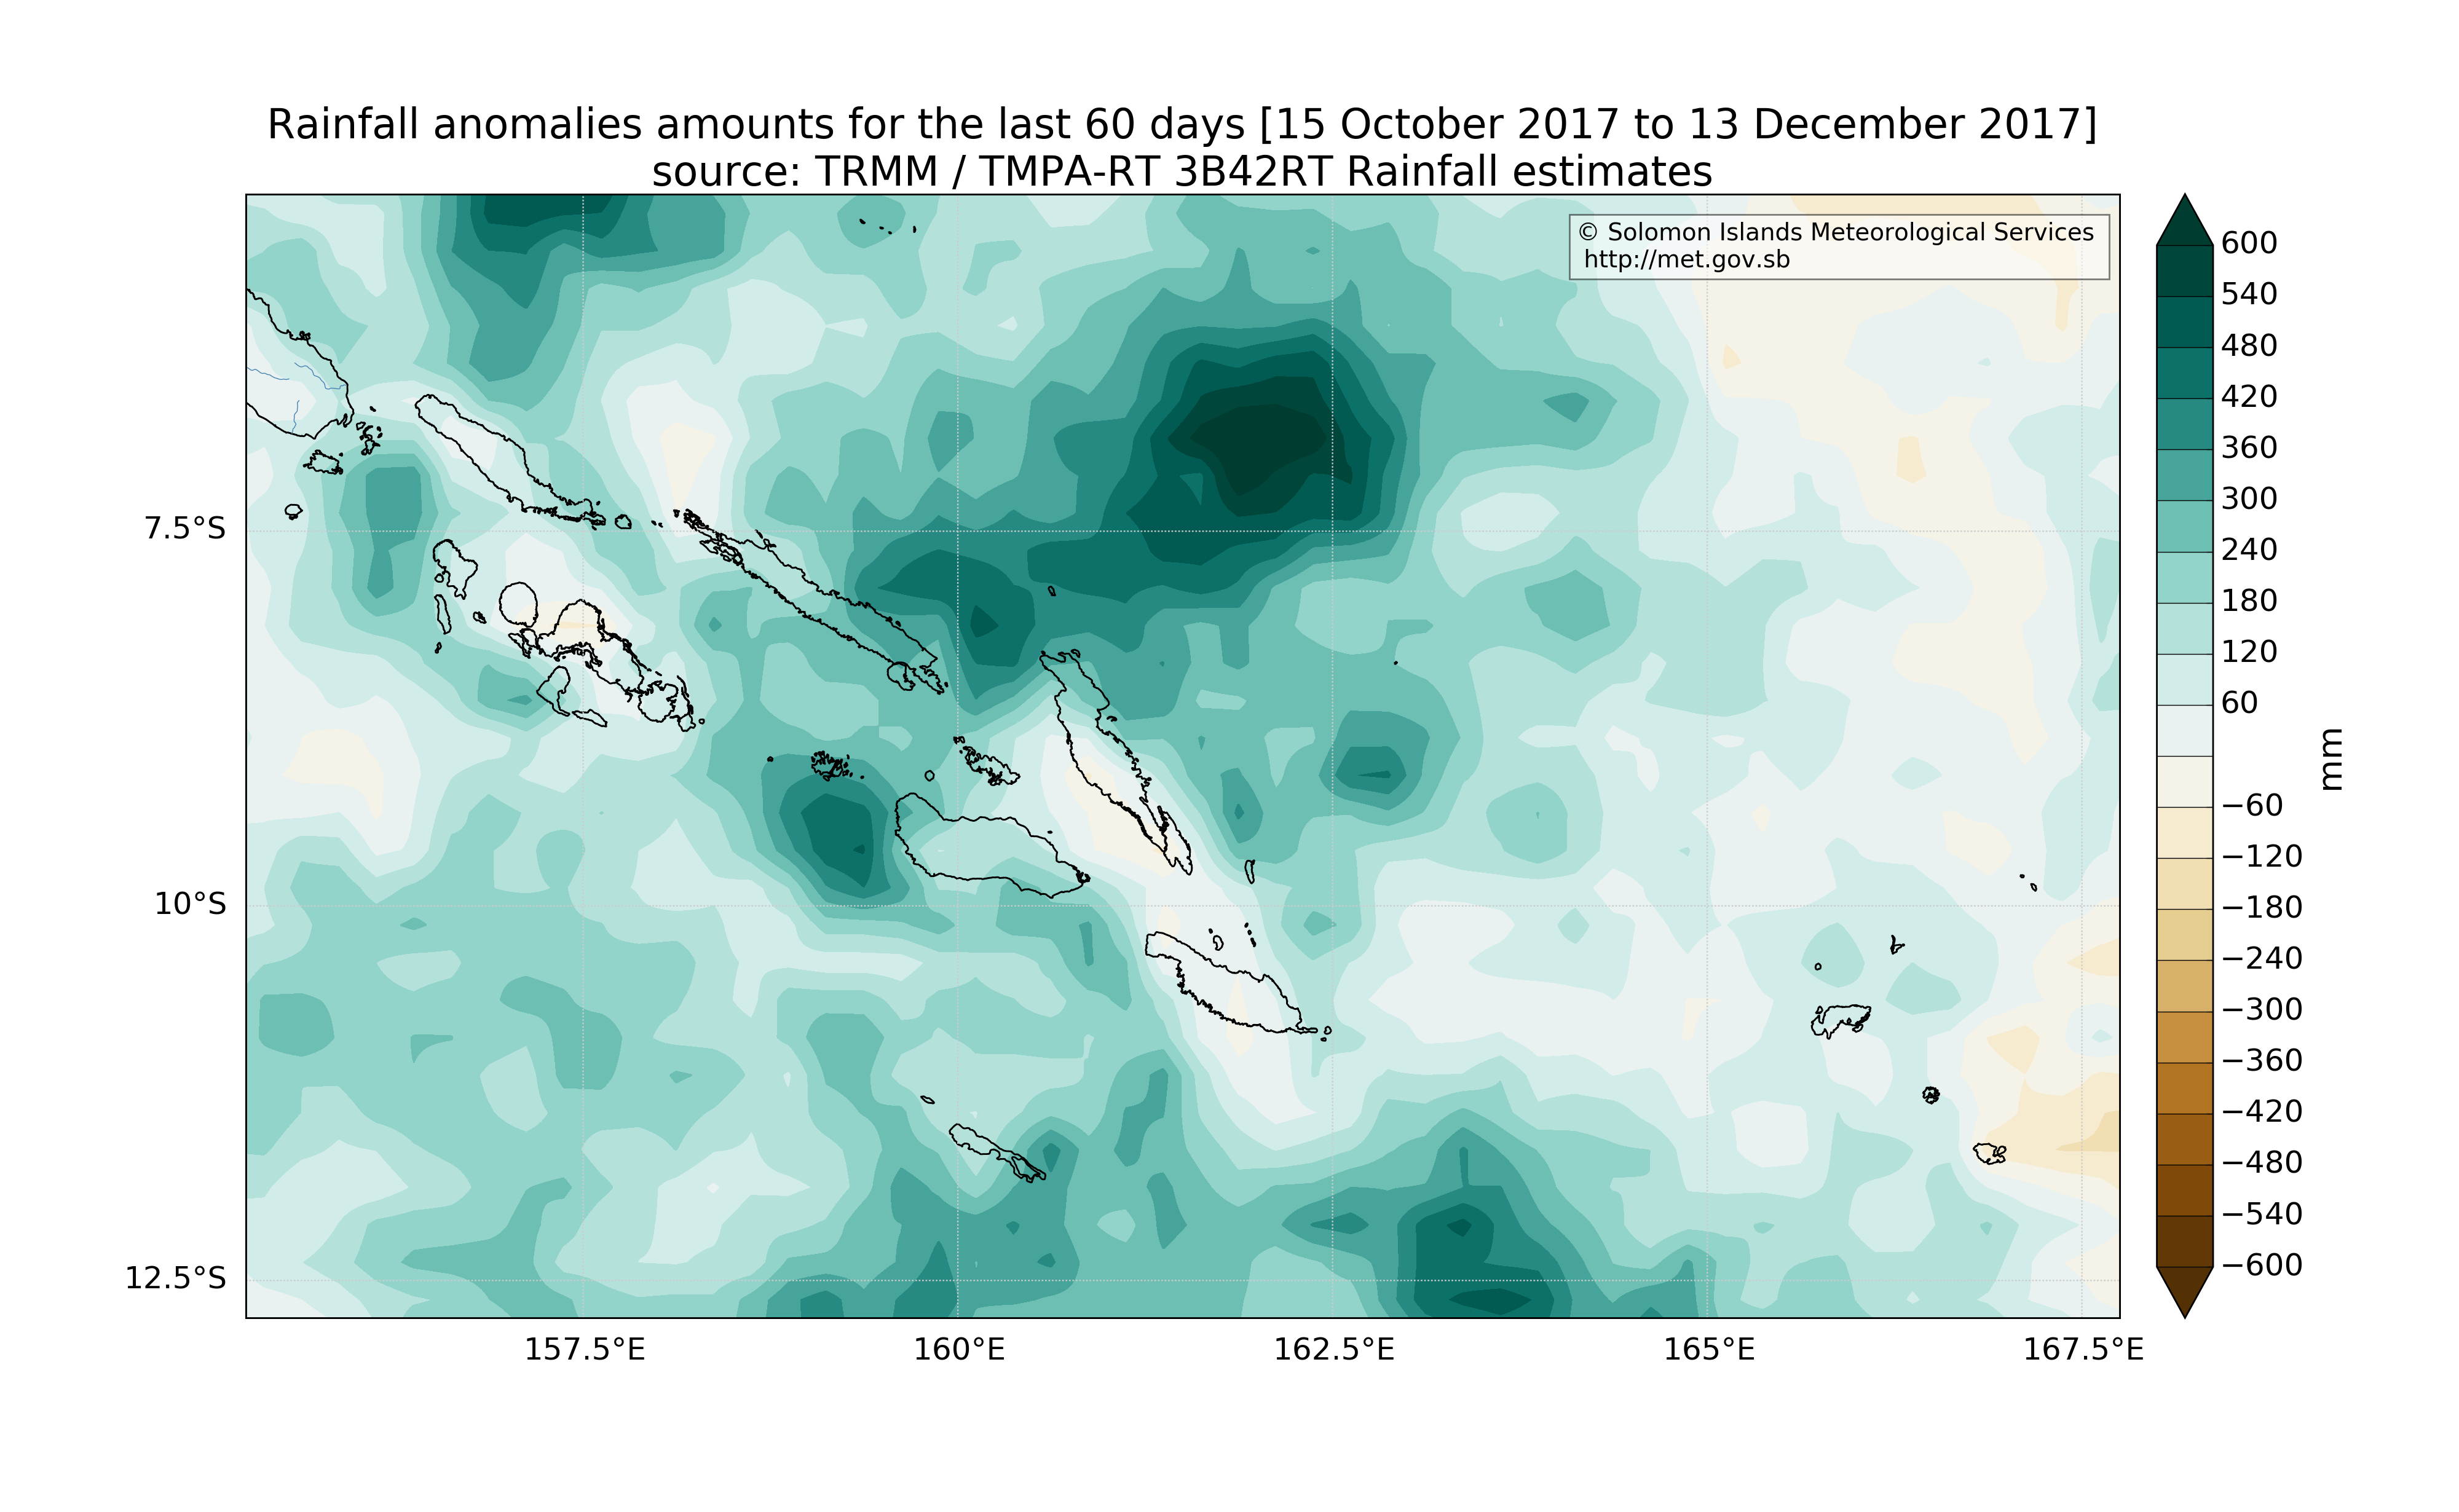 Rainfall anomalies amounts for the last 60 days [15 October 2017 to 13 December 2017]
source: TRMM / TMPA-RT 3B42RT Rainfall estimates
© Solomon Islands Meteorological Services
http://met.gov.sb
7.5°S
10°S
12.5°S
157.5°E
160°E
162.5°E
165°E
167.5°E
600
540
480
420
360
300
240
180
120
60
−60
−120
−180
−240
−300
−360
−420
−480
−540
−600
mm